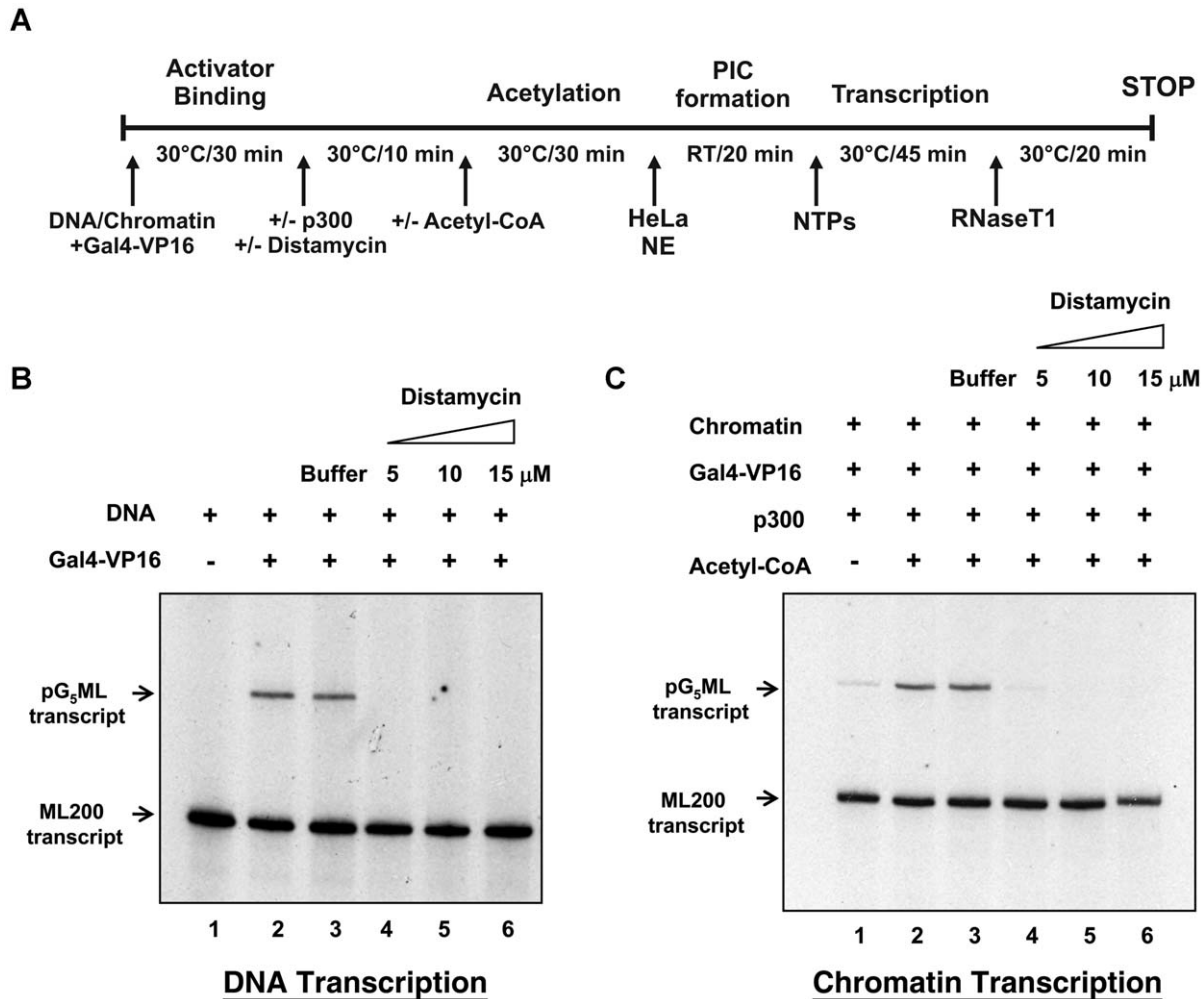 A
Activator
Binding
Acetylation
PIC
formation
Transcription
STOP
30°C/30 min
30°C/10 min
30°C/30 min
RT/20 min
30°C/45 min
30°C/20 min
DNA/Chromatin
+Gal4-VP16
+/- p300
+/- Distamycin
+/- Acetyl-CoA
HeLa
NE
NTPs
RNaseT1
B
Distamycin
Buffer 5 10 15 μM
DNA + + + + + +
Gal4-VP16 - + + + + +
pG5ML
transcript
ML200
transcript
1 2 3 4 5 6
DNA Transcription
C
Distamycin
Buffer 5 10 15 μM
Chromatin + + + + + +
Gal4-VP16 + + + + + +
p300 + + + + + +
Acetyl-CoA - + + + + +
pG5ML
transcript
ML200
transcript
1 2 3 4 5 6
Chromatin Transcription